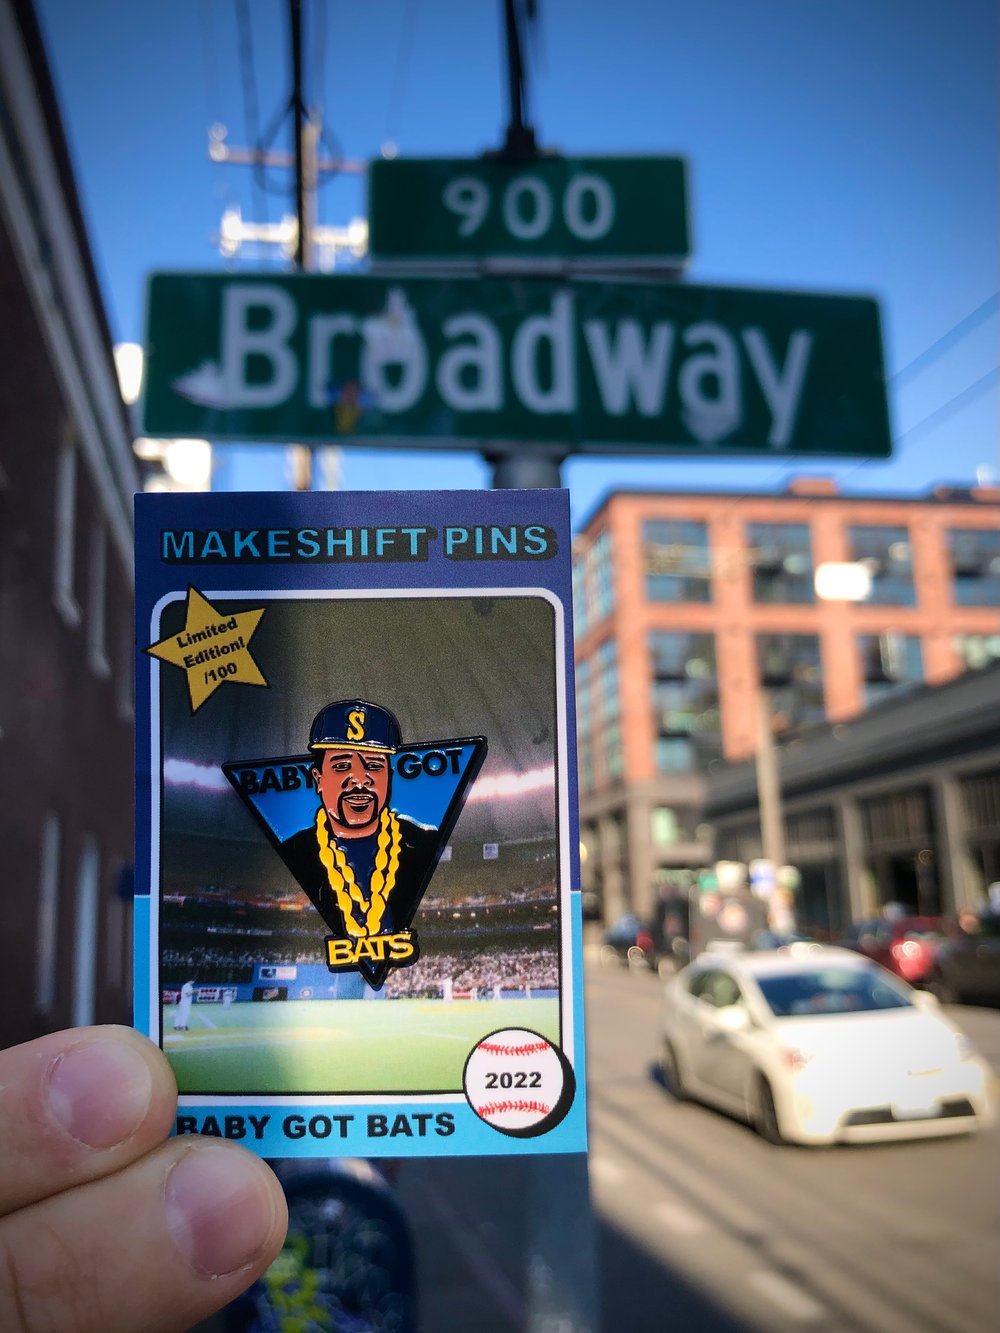 900
Broadway
MAKESHIFT PINS
Limited
Edition!
/100
S
BABY GOT
BATS
2022
BABY GOT BATS